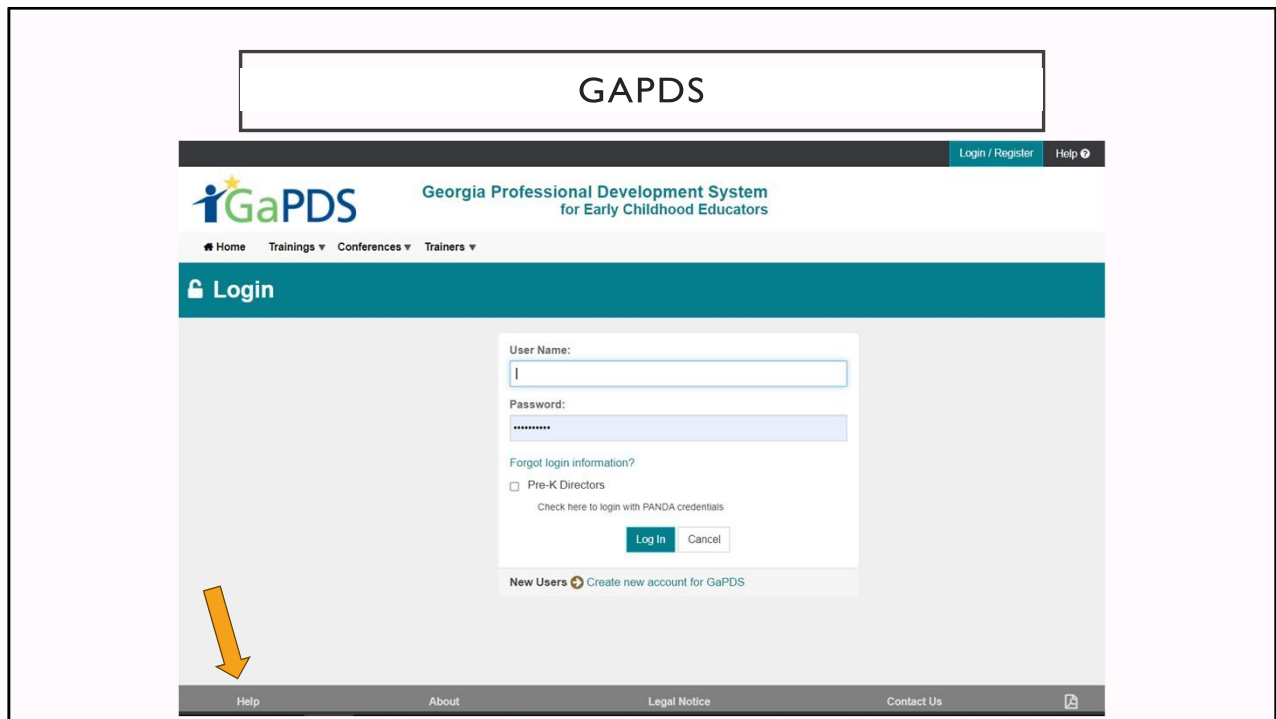 GAPDS
Login / Register Help
GaPDS
Georgia Professional Development System
for Early Childhood Educators
Home Trainings Conferences Trainers
Login
User Name:
Password:
••••••••••
Forgot login information?
Pre-K Directors
Check here to login with PANDA credentials
Log In Cancel
New Users Create new account for GaPDS
Help About Legal Notice Contact Us